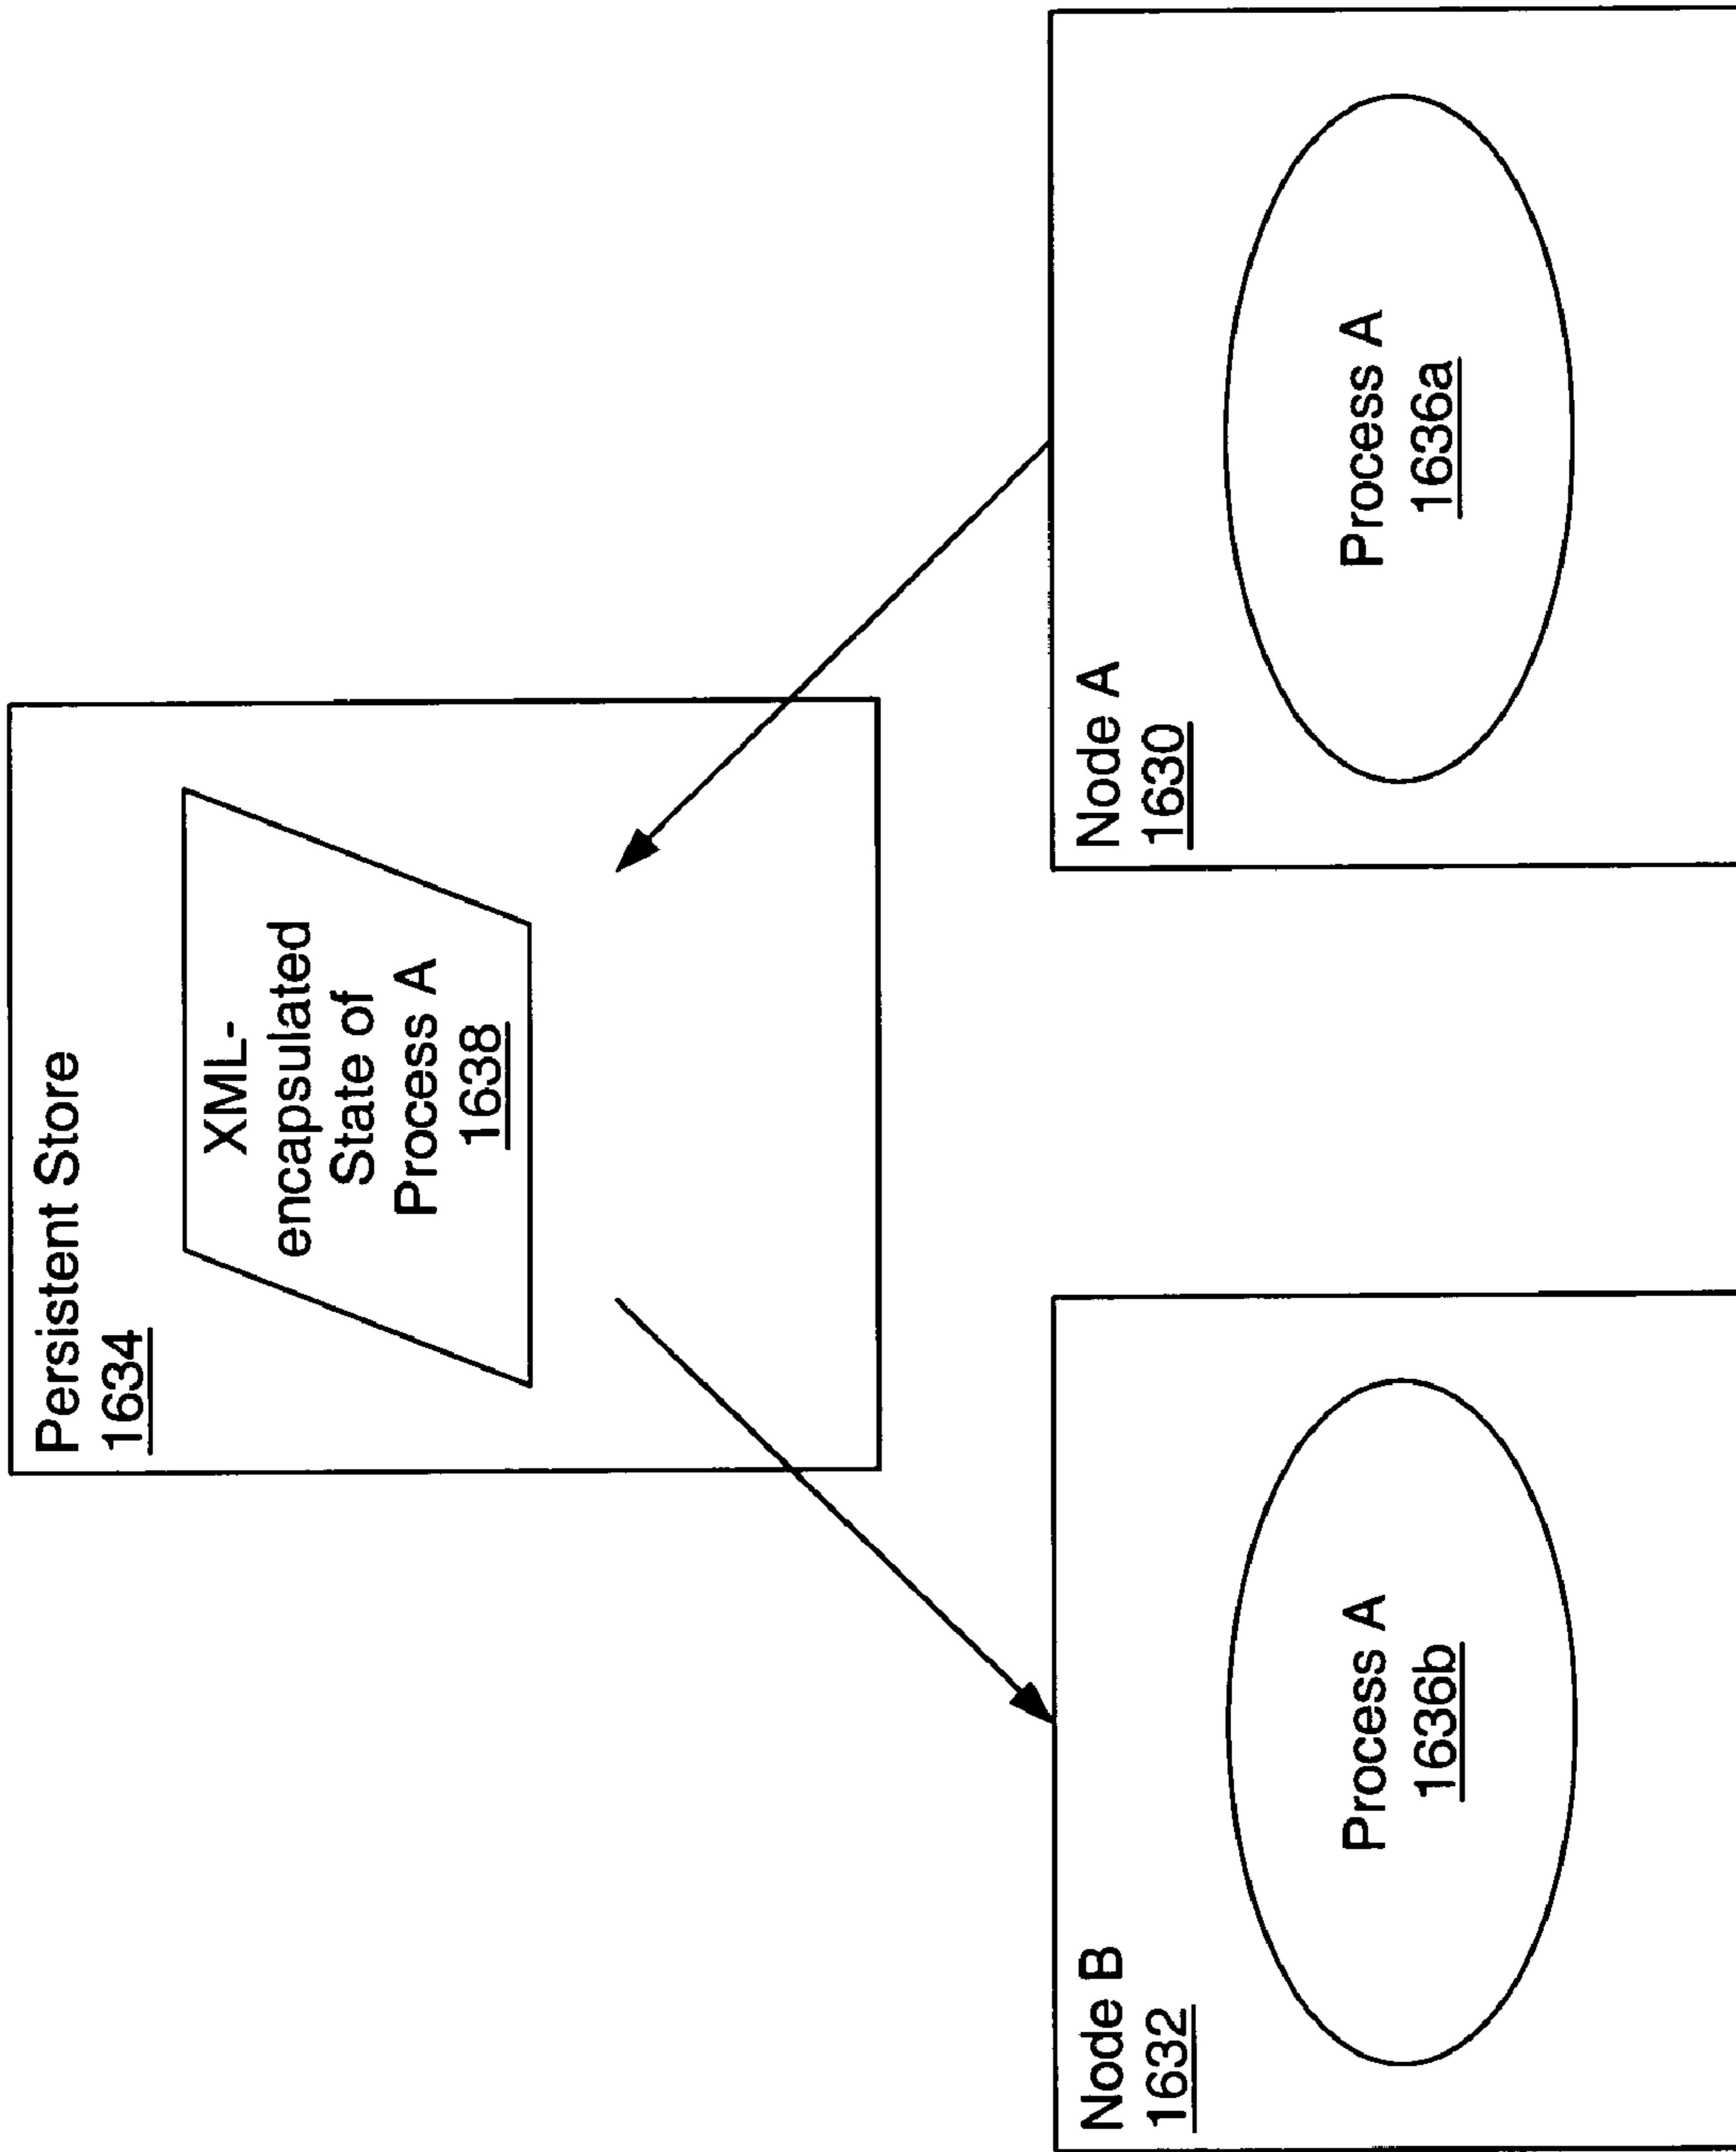 Persistent Store
1634
XML-
encapsulated
State of
Process A
1638
Node B
1632
Process A
1636b
Node A
1630
Process A
1636a